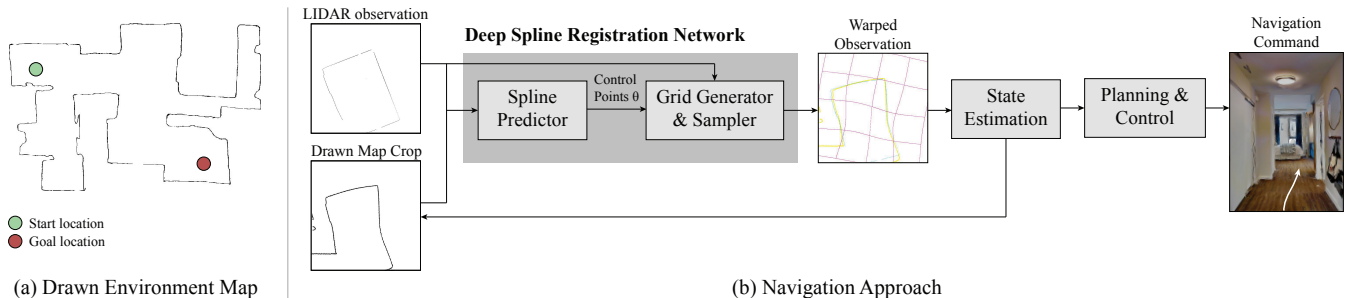 LIDAR observation
Deep Spline Registration Network
Warped
Observation
Navigation
Command
Control
Points θ
Spline
Predictor
Grid Generator
& Sampler
State
Estimation
Planning &
Control
Drawn Map Crop
Start location
Goal location
(a) Drawn Environment Map
(b) Navigation Approach